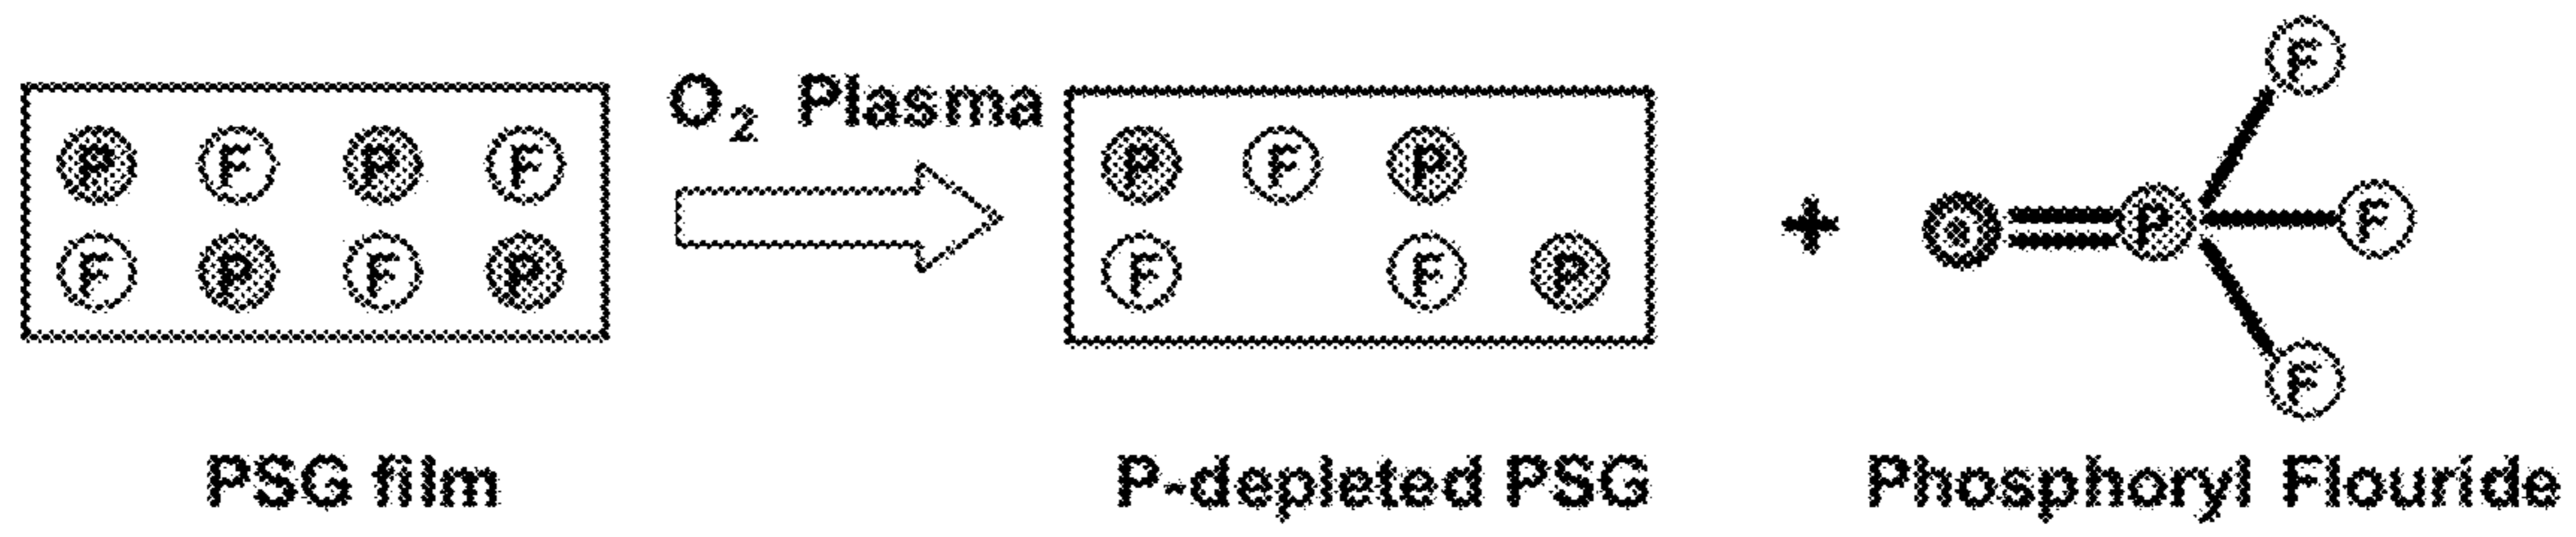 P F P F
F P F P
O₂ Plasma
P F P
F F P
+
O P F F F
PSG film
P-depleted PSG
Phosphoryl Flouride